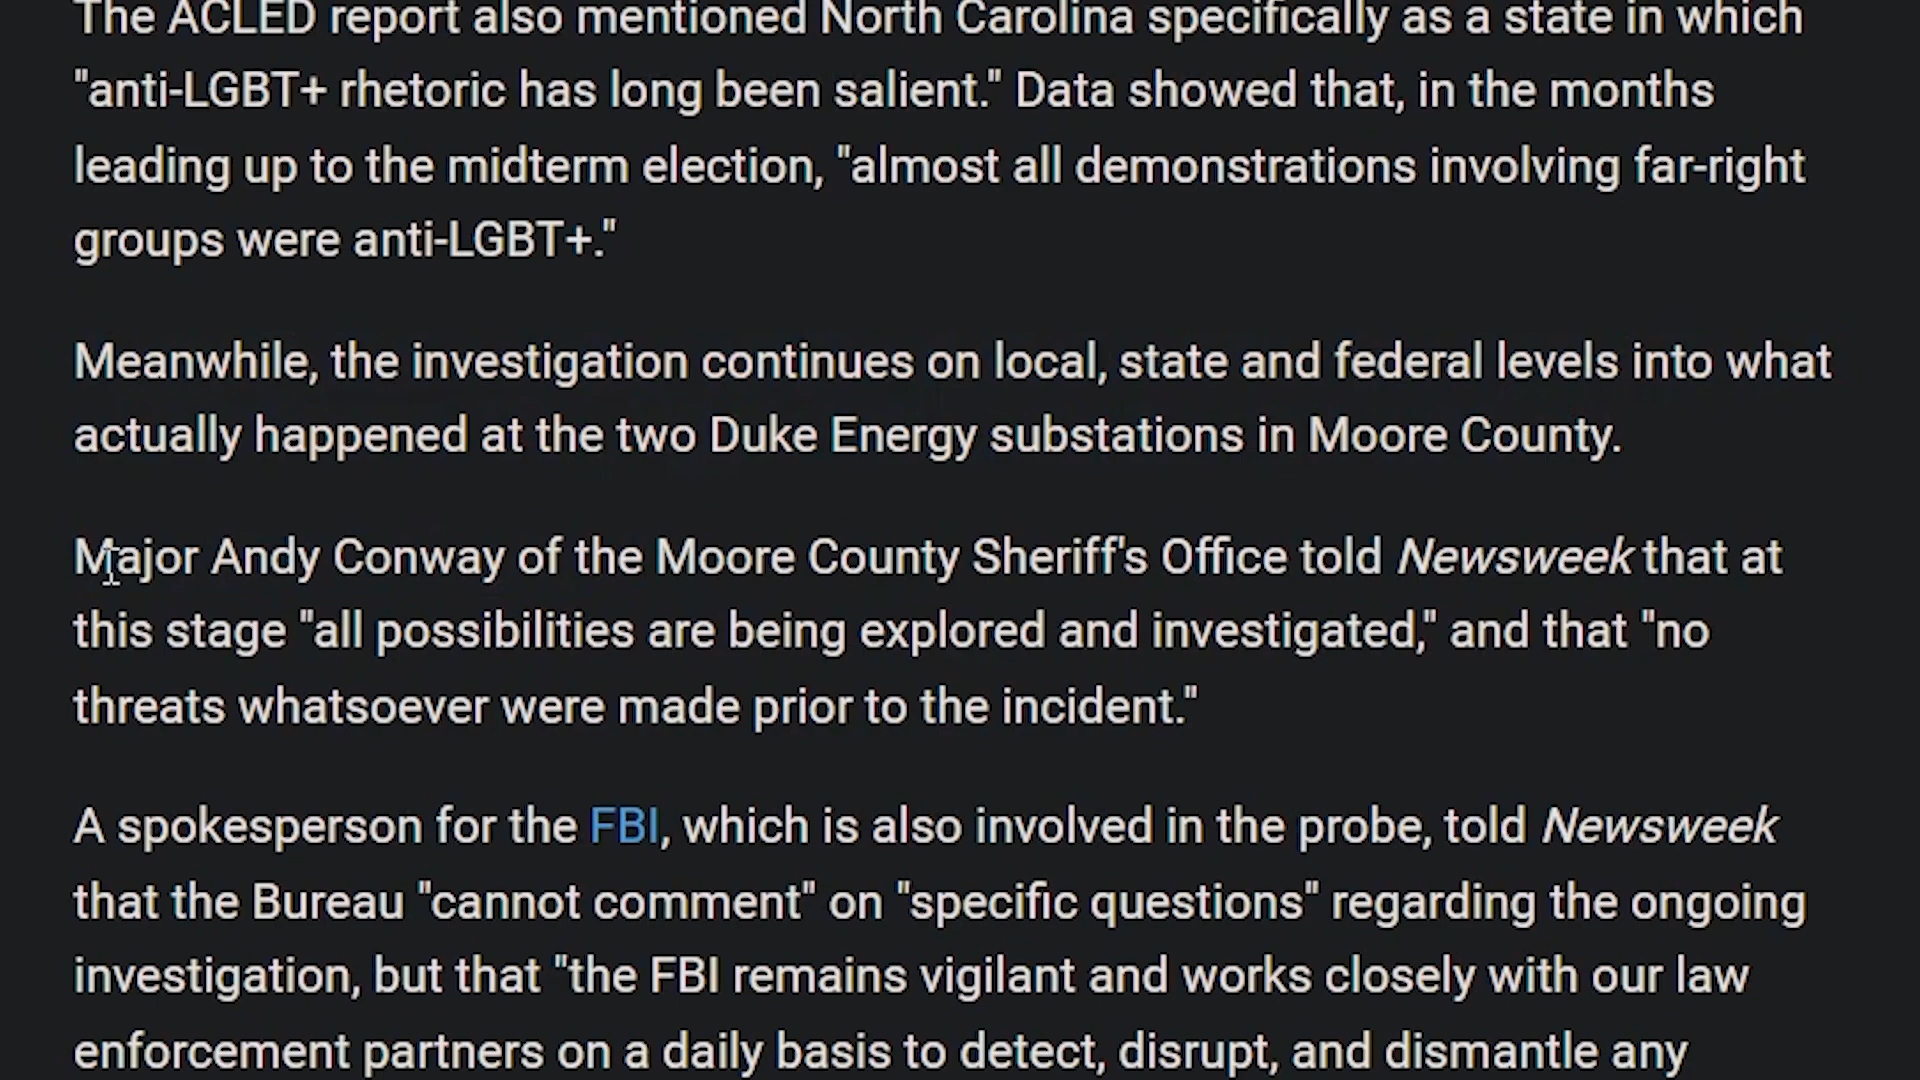 The ACLED report also mentioned North Carolina specifically as a state in which
"anti-LGBT+ rhetoric has long been salient." Data showed that, in the months
leading up to the midterm election, "almost all demonstrations involving far-right
groups were anti-LGBT+."
Meanwhile, the investigation continues on local, state and federal levels into what
actually happened at the two Duke Energy substations in Moore County.
Major Andy Conway of the Moore County Sheriff's Office told Newsweek that at
this stage "all possibilities are being explored and investigated," and that "no
threats whatsoever were made prior to the incident."
A spokesperson for the FBI, which is also involved in the probe, told Newsweek
that the Bureau "cannot comment" on "specific questions" regarding the ongoing
investigation, but that "the FBI remains vigilant and works closely with our law
enforcement partners on a daily basis to detect, disrupt, and dismantle any